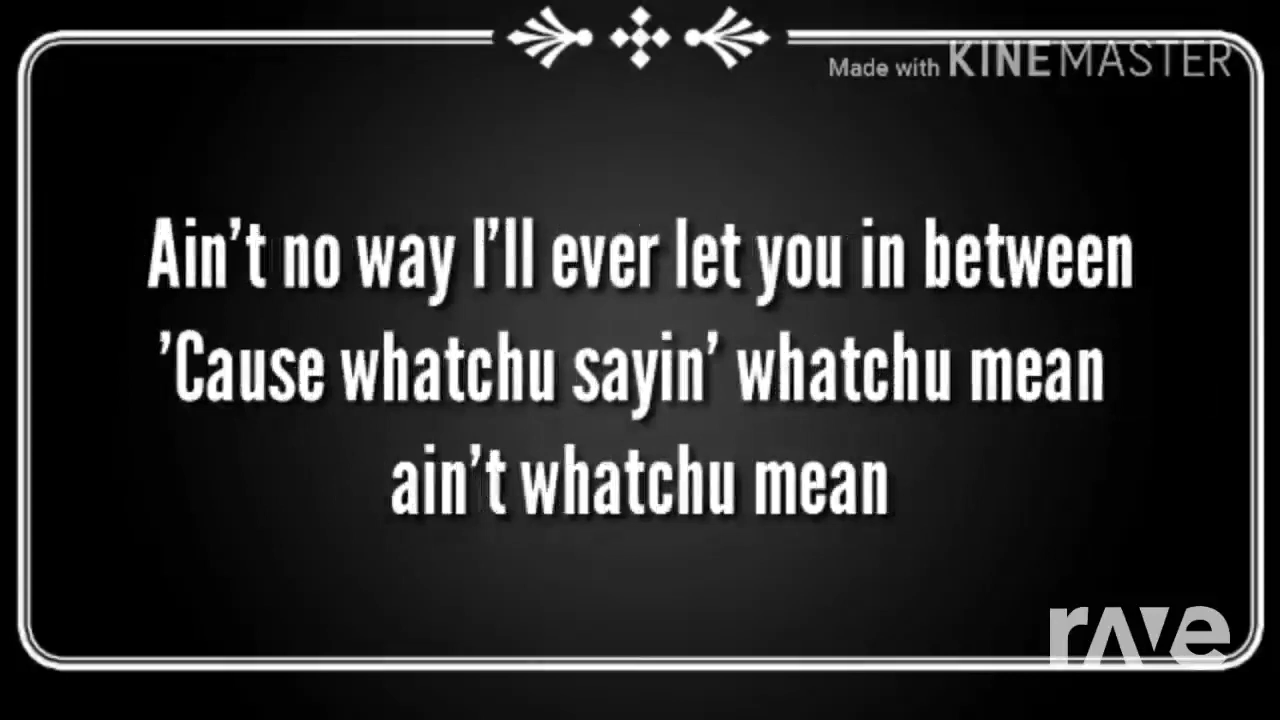 Made with KINEMASTER
Ain't no way I'll ever let you in between
'Cause whatchu sayin' whatchu mean
ain't whatchu mean
rave